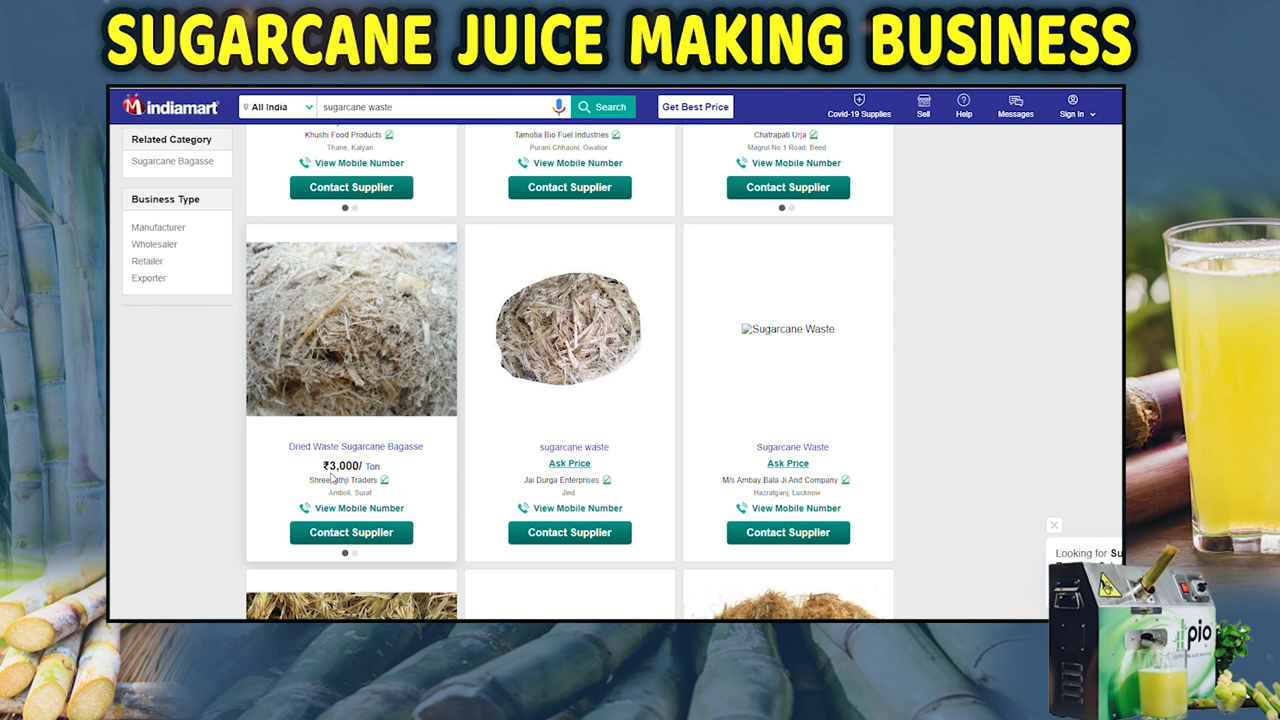 SUGARCANE JUICE MAKING BUSINESS
indiamart
All India
sugarcane waste
Search
Get Best Price
Covid-19 Supplies
Sell
Help
Messages
Sign In
Related Category
Sugarcane Bagasse
Business Type
Manufacturer
Wholesaler
Retailer
Exporter
Khushi Food Products
Thane, Kalyan
View Mobile Number
Contact Supplier
Tamotia Bio Fuel Industries
Purani Chhaoni, Gwalior
View Mobile Number
Contact Supplier
Chatrapati Urja
Magrul No 1 Road, Beed
View Mobile Number
Contact Supplier
Dried Waste Sugarcane Bagasse
₹3,000/ Ton
Traders
Amboli, Surat
View Mobile Number
Contact Supplier
sugarcane waste
Ask Price
Jai Durga Enterprises
Jind
View Mobile Number
Contact Supplier
Sugarcane Waste
Sugarcane Waste
Ask Price
M/s Ambay Bala Ji And Company
Hazratganj, Lucknow
View Mobile Number
Contact Supplier
Looking for Su
pio